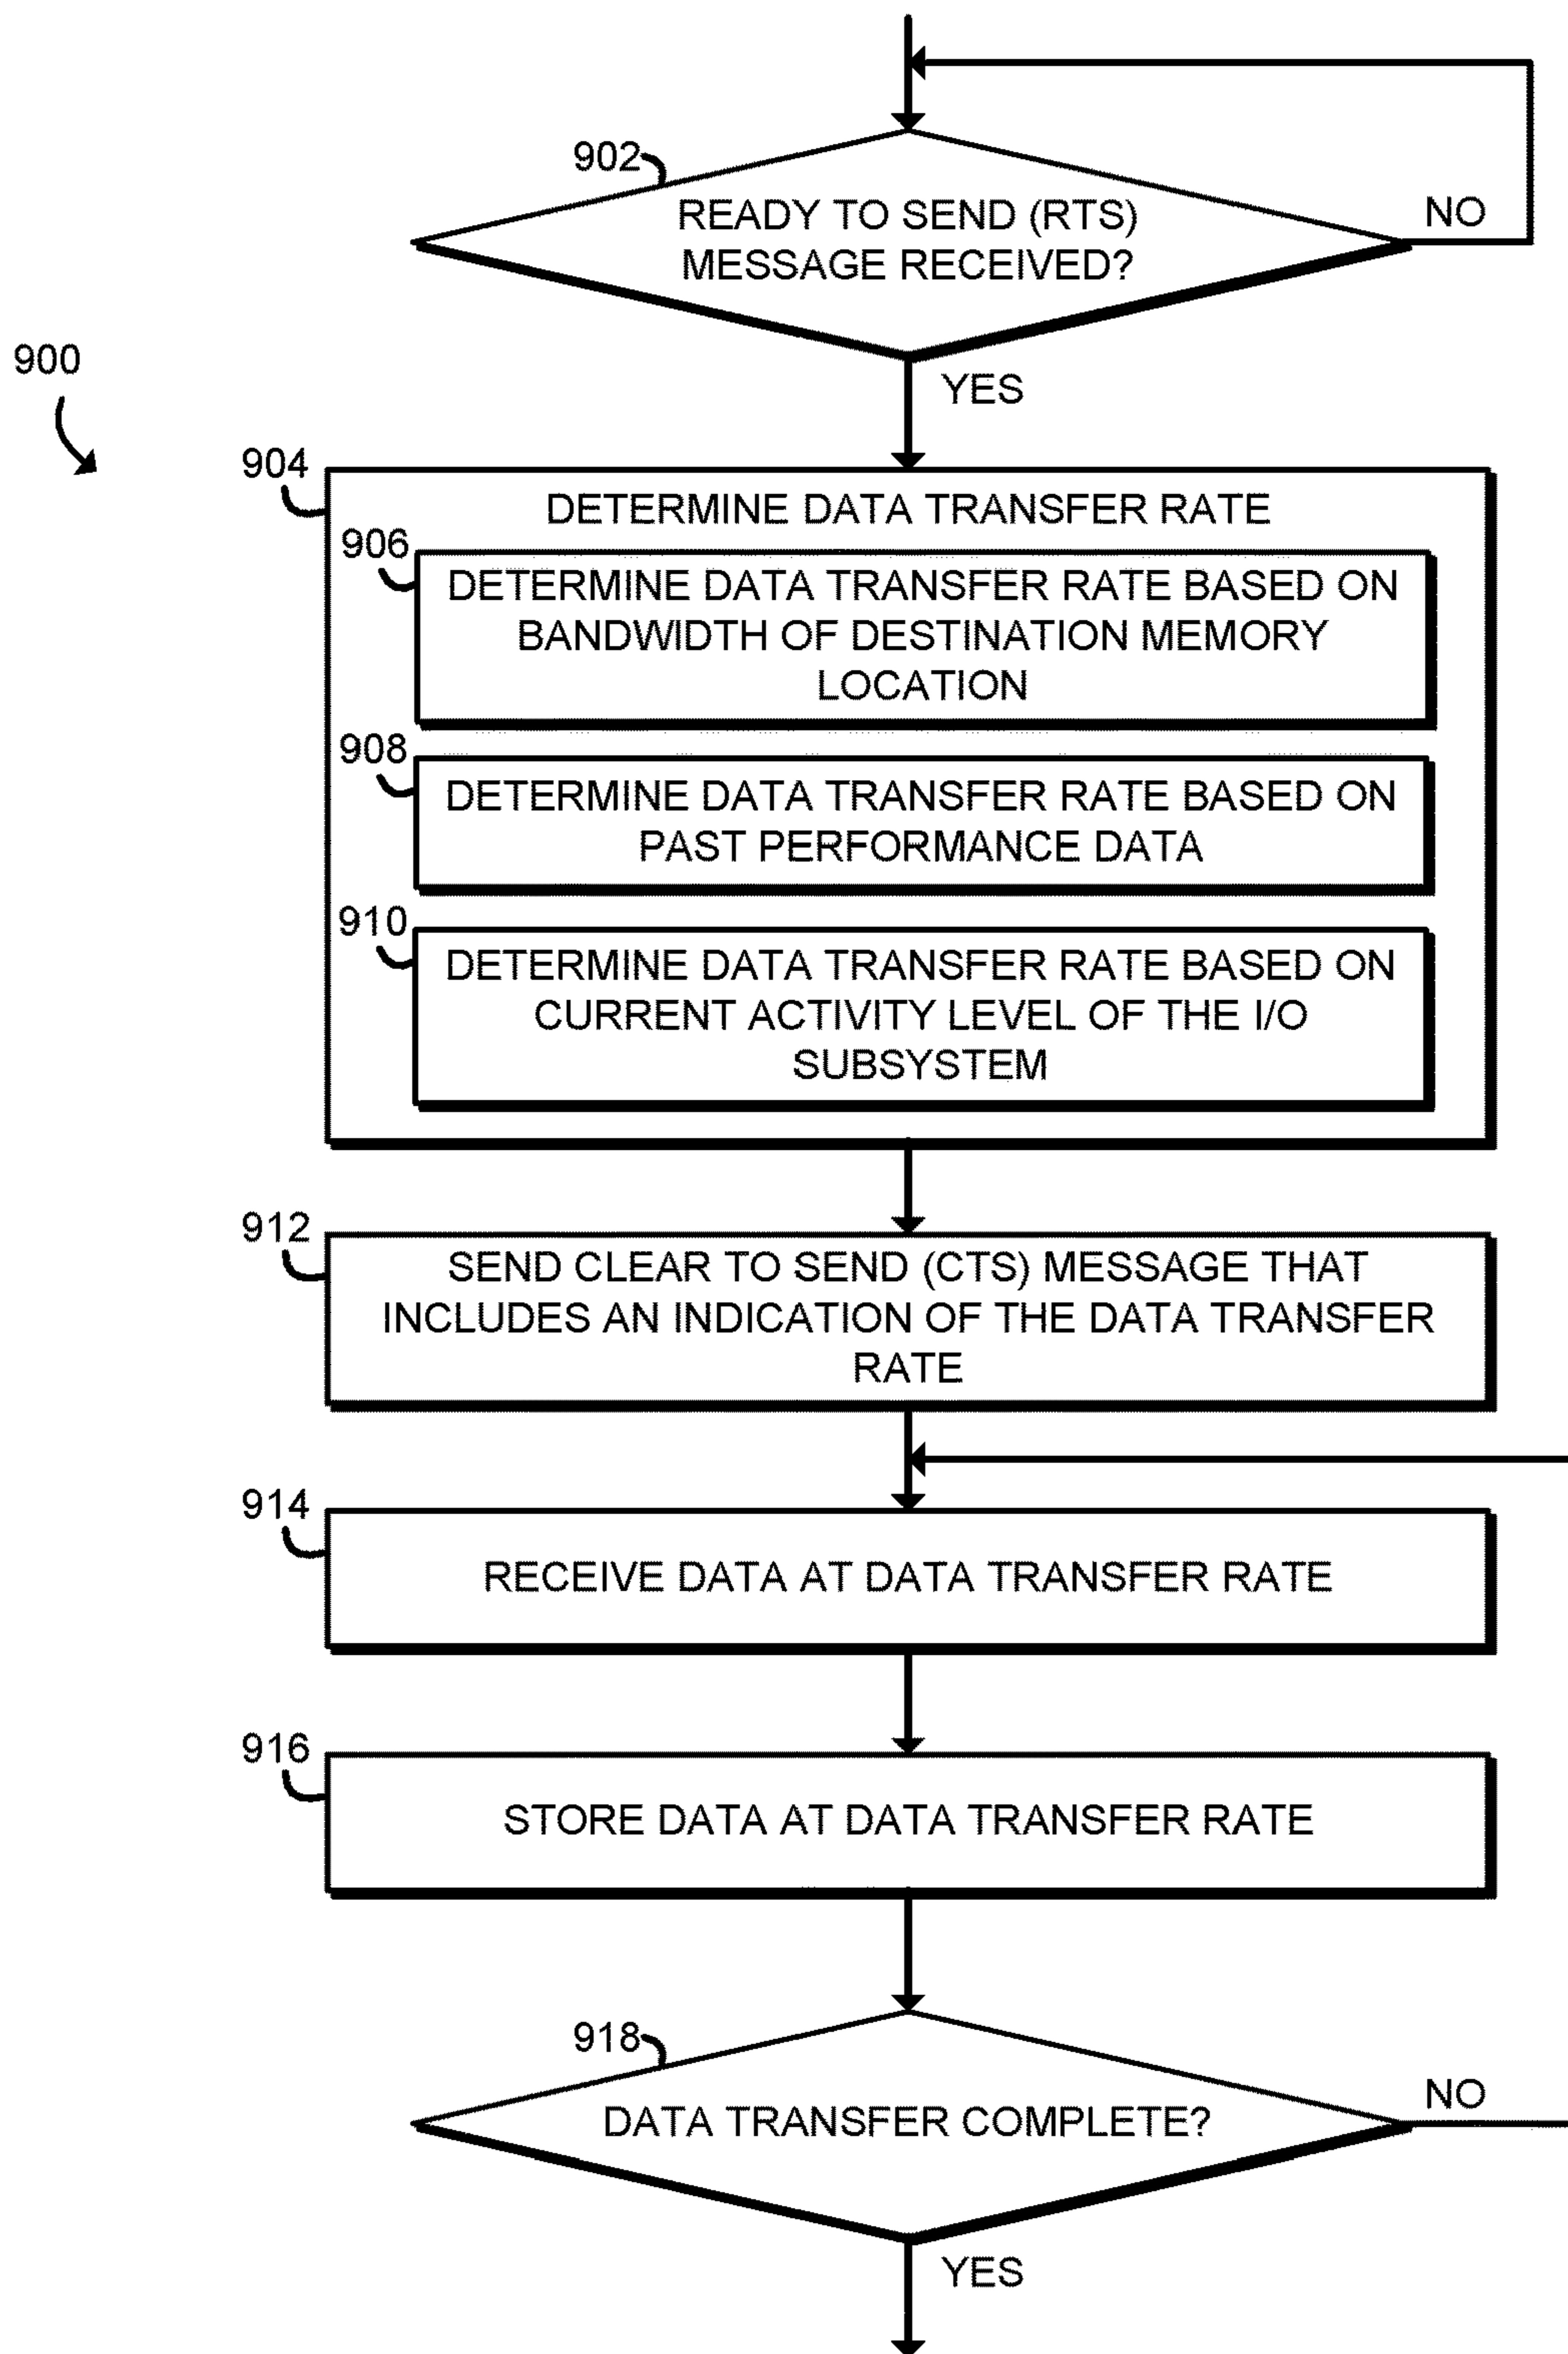 902
READY TO SEND (RTS)
MESSAGE RECEIVED?
NO
YES
900
904
DETERMINE DATA TRANSFER RATE
906
DETERMINE DATA TRANSFER RATE BASED ON
BANDWIDTH OF DESTINATION MEMORY
LOCATION
908
DETERMINE DATA TRANSFER RATE BASED ON
PAST PERFORMANCE DATA
910
DETERMINE DATA TRANSFER RATE BASED ON
CURRENT ACTIVITY LEVEL OF THE I/O
SUBSYSTEM
912
SEND CLEAR TO SEND (CTS) MESSAGE THAT
INCLUDES AN INDICATION OF THE DATA TRANSFER
RATE
914
RECEIVE DATA AT DATA TRANSFER RATE
916
STORE DATA AT DATA TRANSFER RATE
918
DATA TRANSFER COMPLETE?
NO
YES